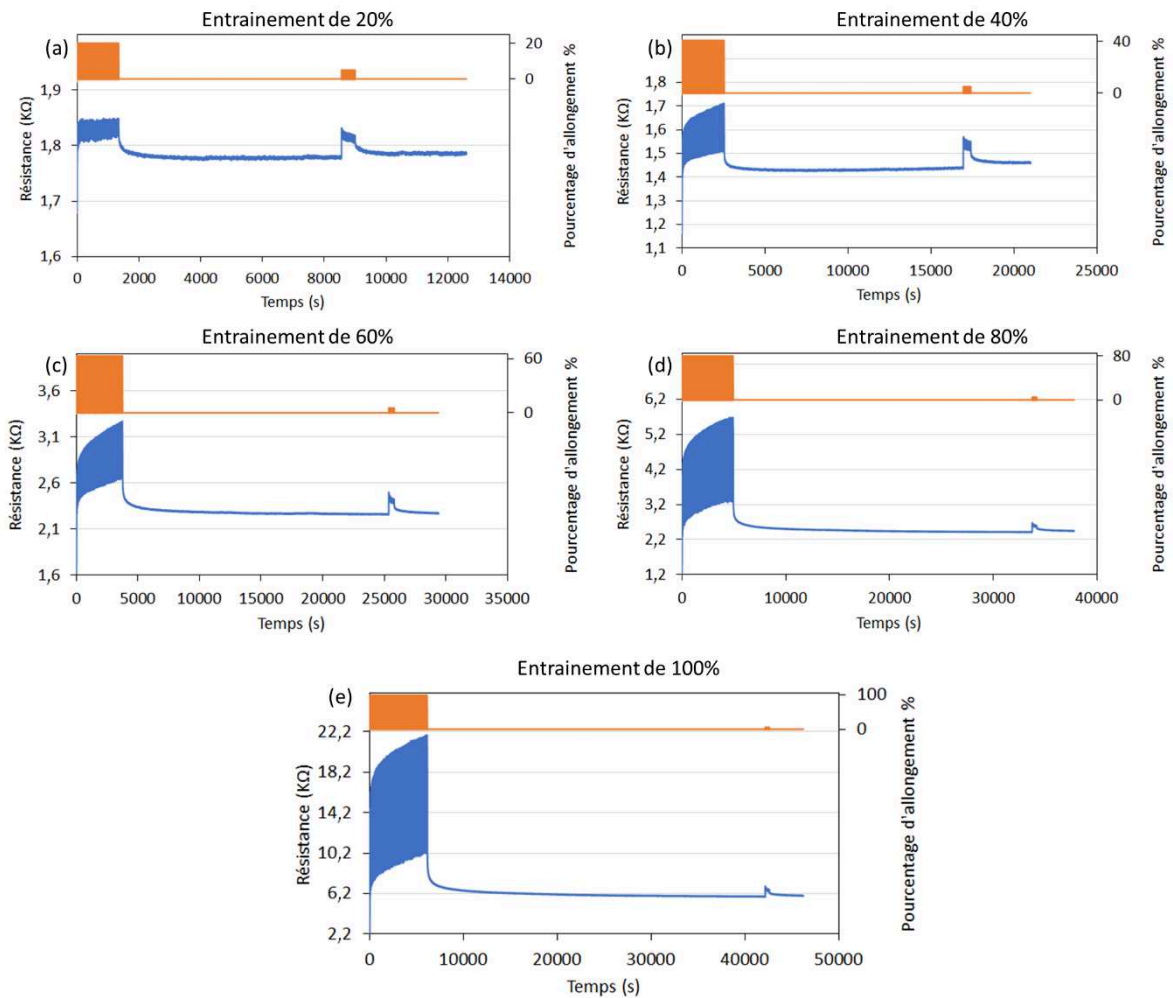 Entrainement de 20%
(a)
20
0
Pourcentage d'allongement %
1,9
1,8
1,7
1,6
Résistance (KΩ)
0 2000 4000 6000 8000 10000 12000 14000
Temps (s)
Entrainement de 40%
(b)
40
0
Pourcentage d'allongement %
1,8
1,7
1,6
1,5
1,4
1,3
1,2
1,1
Résistance (KΩ)
0 5000 10000 15000 20000 25000
Temps (s)
Entrainement de 60%
(c)
60
0
Pourcentage d'allongement %
3,6
3,1
2,6
2,1
1,6
Résistance (KΩ)
0 5000 10000 15000 20000 25000 30000 35000
Temps (s)
Entrainement de 80%
(d)
80
0
Pourcentage d'allongement %
6,2
5,2
4,2
3,2
2,2
1,2
Résistance (KΩ)
0 10000 20000 30000 40000
Temps (s)
Entrainement de 100%
(e)
100
0
Pourcentage d'allongement %
22,2
18,2
14,2
10,2
6,2
2,2
Résistance (KΩ)
0 10000 20000 30000 40000 50000
Temps (s)